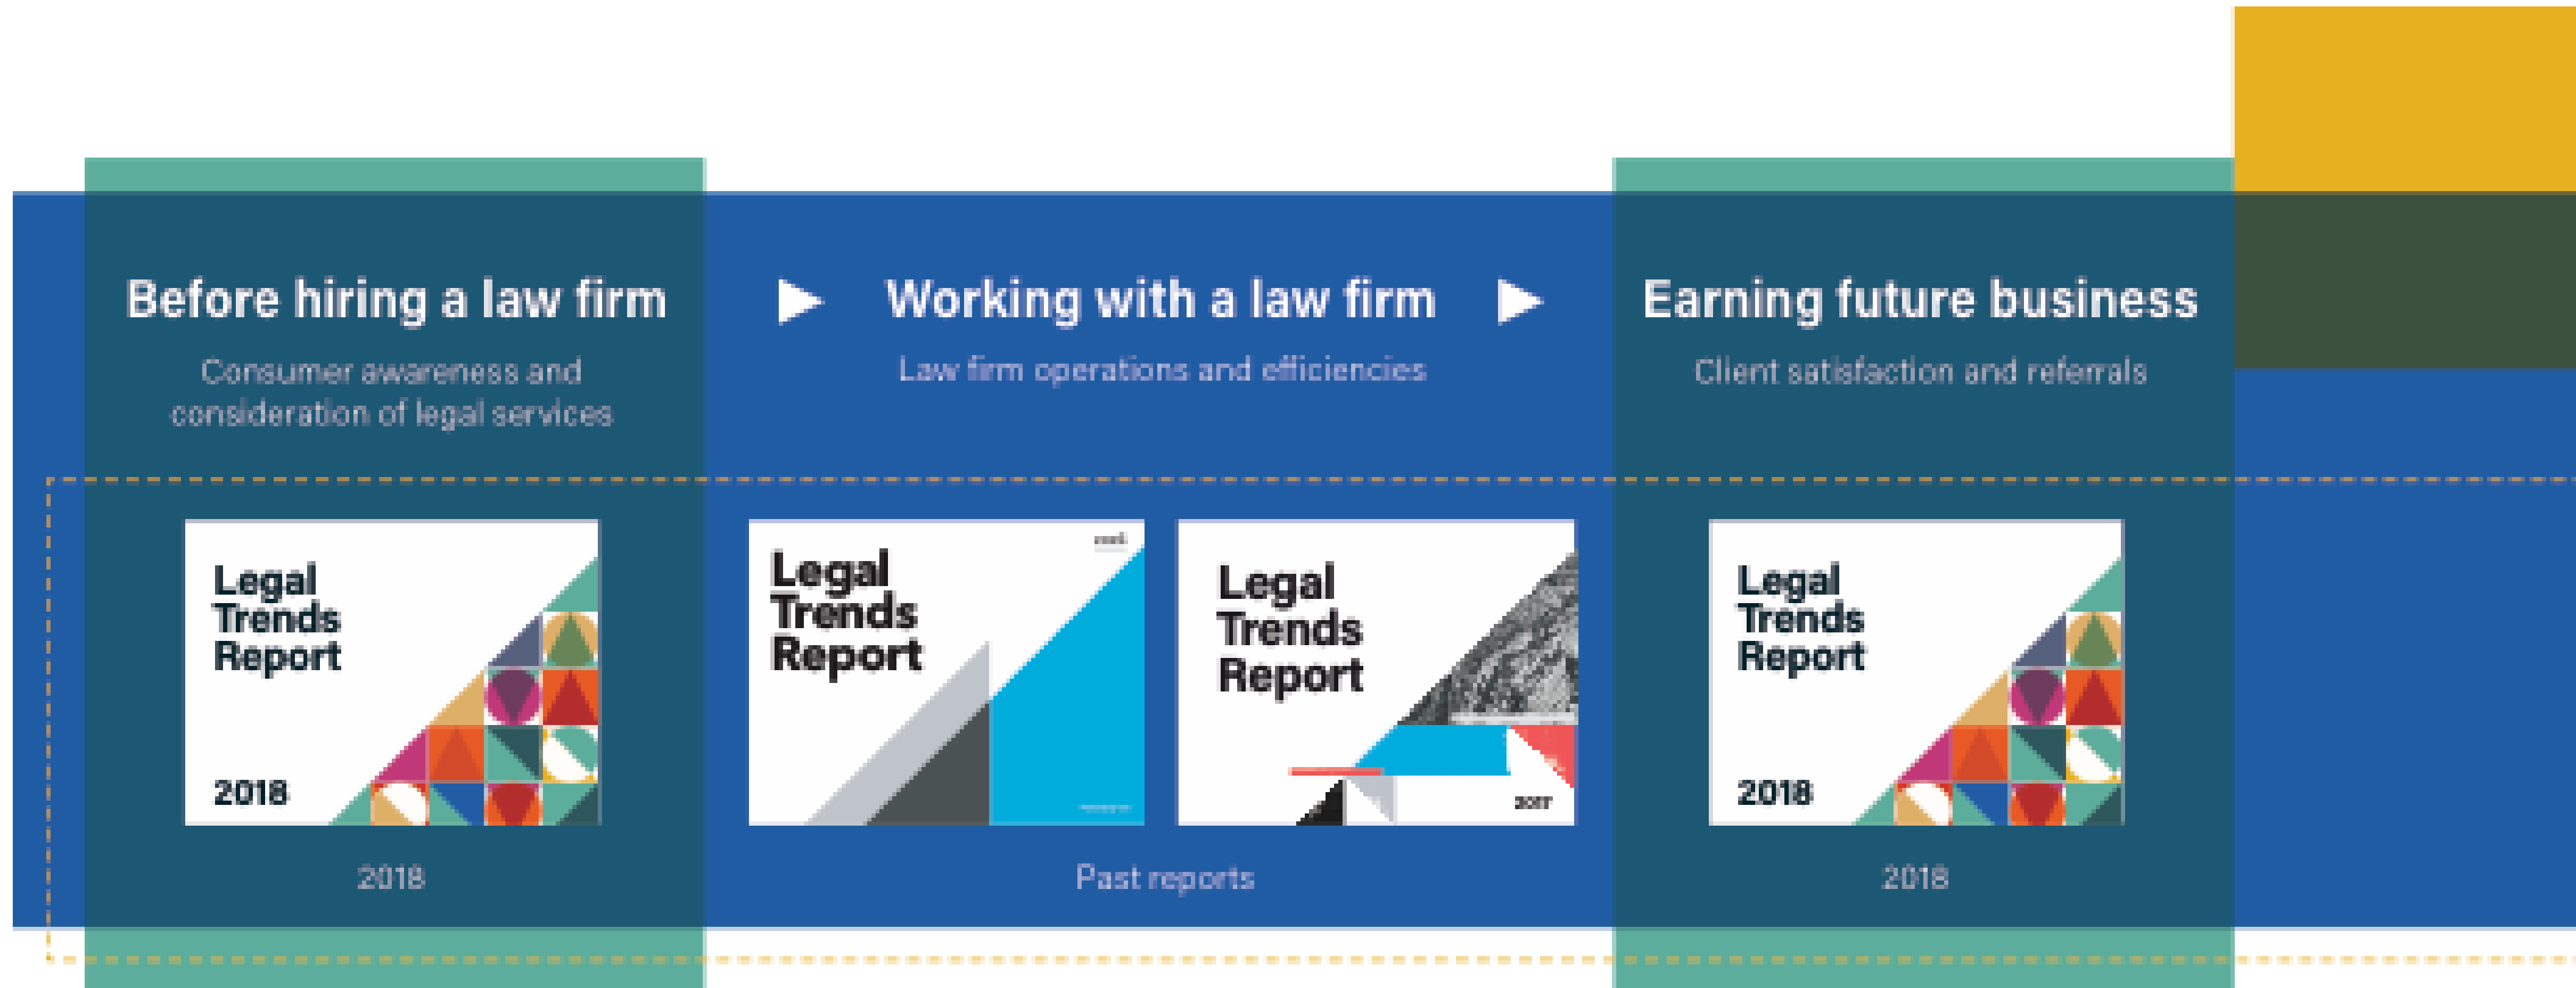 Before hiring a law firm
Consumer awareness and
consideration of legal services
Legal
Trends
Report
2018
2018
Working with a law firm
Law firm operations and efficiencies
Legal
Trends
Report
Legal
Trends
Report
2017
Past reports
Earning future business
Client satisfaction and referrals
Legal
Trends
Report
2018
2018